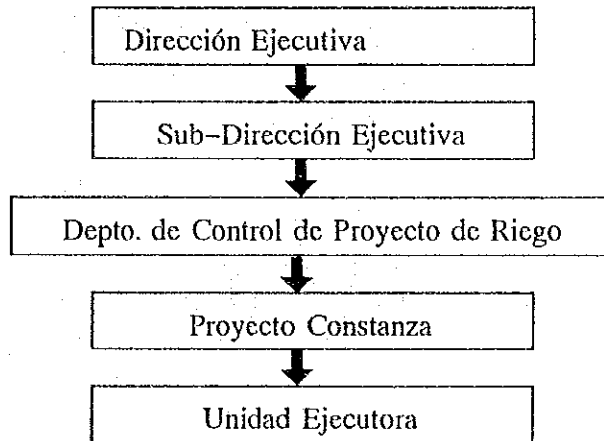 Dirección Ejecutiva
Sub-Dirección Ejecutiva
Depto. de Control de Proyecto de Riego
Proyecto Constanza
Unidad Ejecutora